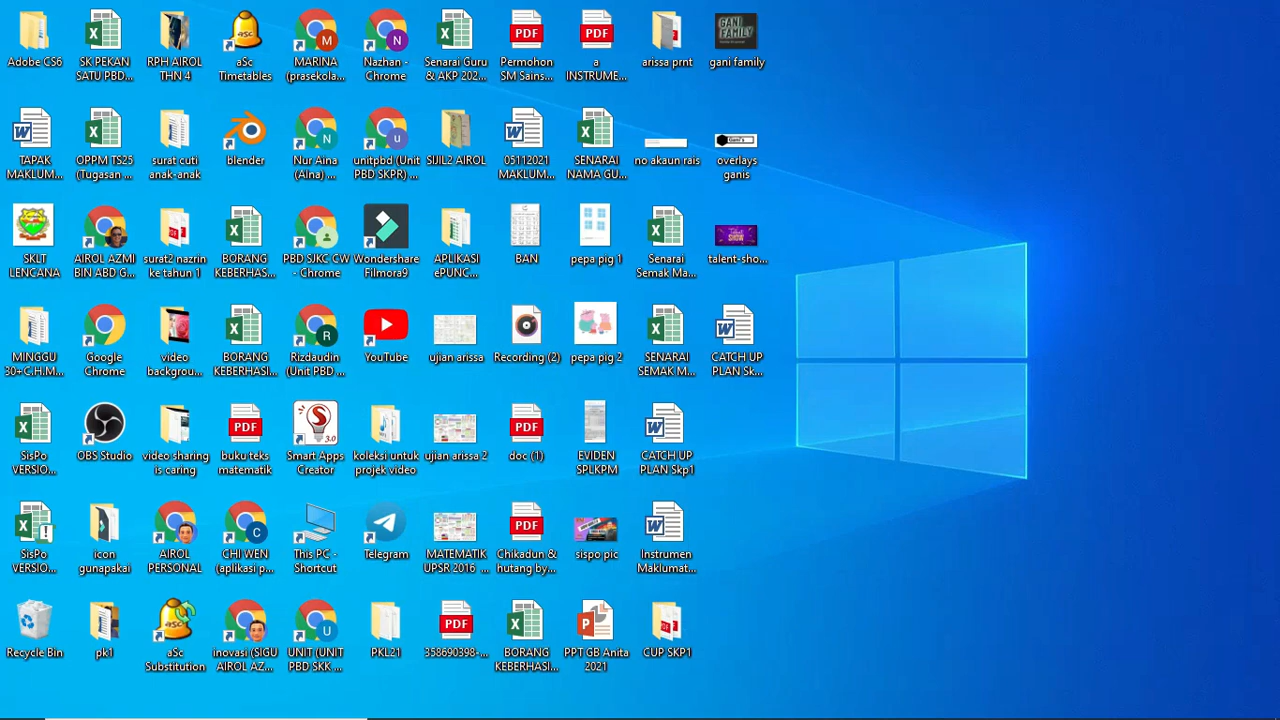 Adobe CS6
SK PEKAN
SATU PBD...
RPH AIROL
THN 4
aSc
Timetables
MARINA
(prasekola...
Nazhan -
Chrome
Senarai Guru
& AKP 202...
Permohon
SM Sains...
a
INSTRUME...
arissa prnt
gani family
TAPAK
MAKLUM...
OPPM TS25
(Tugasan ...
surat cuti
anak-anak
blender
Nur Aina
(AIna) ...
unitpbd (Unit
PBD SKPR) ...
SIJIL2 AIROL
05112021
MAKLUM...
SENARAI
NAMA GU...
no akaun rais
overlays
ganis
SKLT
LENCANA
AIROL AZMI
BIN ABD G...
surat2 nazrin
ke tahun 1
BORANG
KEBERHAS...
PBD SJKC CW
- Chrome
Wondershare
Filmora9
APLIKASI
ePUNC...
BAN
pepa pig 1
Senarai
Semak Ma...
talent-sho...
MINGGU
30+C.H.M...
Google
Chrome
video
backgrou...
BORANG
KEBERHASI...
Rizdaudin
(Unit PBD ...
YouTube
ujian arissa
Recording (2)
pepa pig 2
SENARAI
SEMAK M...
CATCH UP
PLAN Sk...
SisPo
VERSIO...
OBS Studio
video sharing
is caring
buku teks
matematik
Smart Apps
Creator
koleksi untuk
projek video
ujian arissa 2
doc (1)
EVIDEN
SPLKPM
CATCH UP
PLAN Skp1
SisPo
VERSIO...
icon
gunapakai
AIROL
PERSONAL
CHI WEN
(aplikasi p...
This PC -
Shortcut
Telegram
MATEMATIK
UPSR 2016 ...
Chikadun &
hutang by...
sispo pic
Instrumen
Maklumat...
Recycle Bin
pk1
aSc
Substitution
inovasi (SIGU
AIROL AZ...
UNIT (UNIT
PBD SKK ...
PKL21
358690398-...
BORANG
KEBERHASI...
PPT GB Anita
2021
CUP SKP1